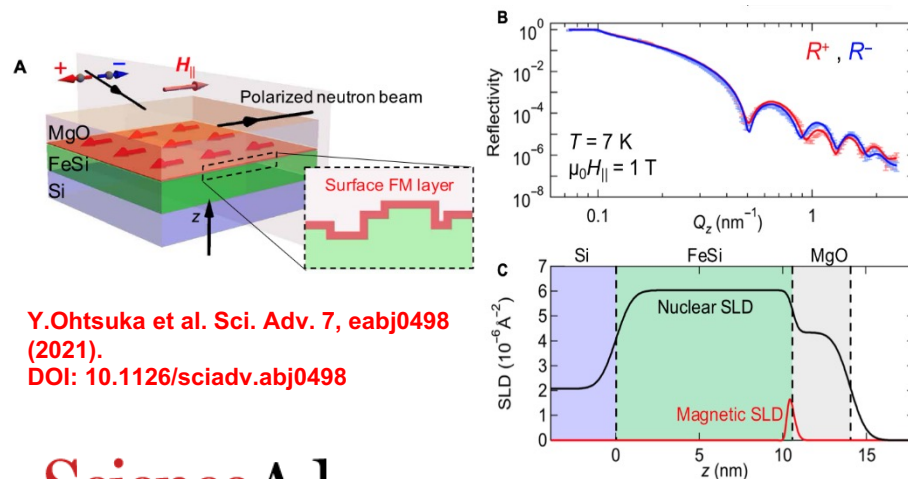 A
+
−
H||
Polarized neutron beam
MgO
FeSi
Si
z
Surface FM layer
Y.Ohtsuka et al. Sci. Adv. 7, eabj0498
(2021).
DOI: 10.1126/sciadv.abj0498
B
10^0
10^-2
10^-4
10^-6
10^-8
Reflectivity
R+ , R−
T = 7 K
μ0H|| = 1 T
0.1
1
Qz (nm−1)
C
Si
FeSi
MgO
7
6
5
4
3
2
1
0
SLD (10−6 Å−2)
Nuclear SLD
Magnetic SLD
0
5
10
15
z (nm)